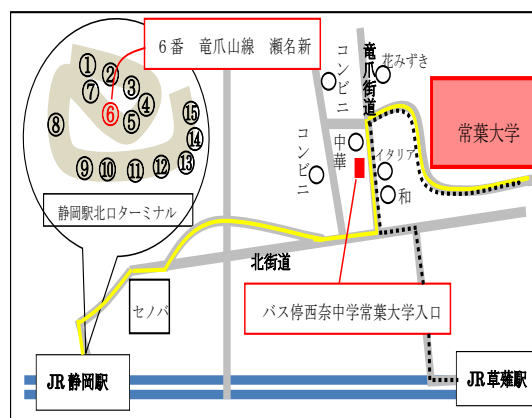 6番 竜爪山線 瀬名新
①
②
③
④
⑤
⑥
⑦
⑧
⑨
⑩
⑪
⑫
⑬
⑭
⑮
静岡駅北口ターミナル
コンビニ
竜爪街道
花みずき
常葉大学
コンビニ
中華
イタリア
和
北街道
セノバ
バス停西奈中学常葉大学入口
JR静岡駅
JR草薙駅